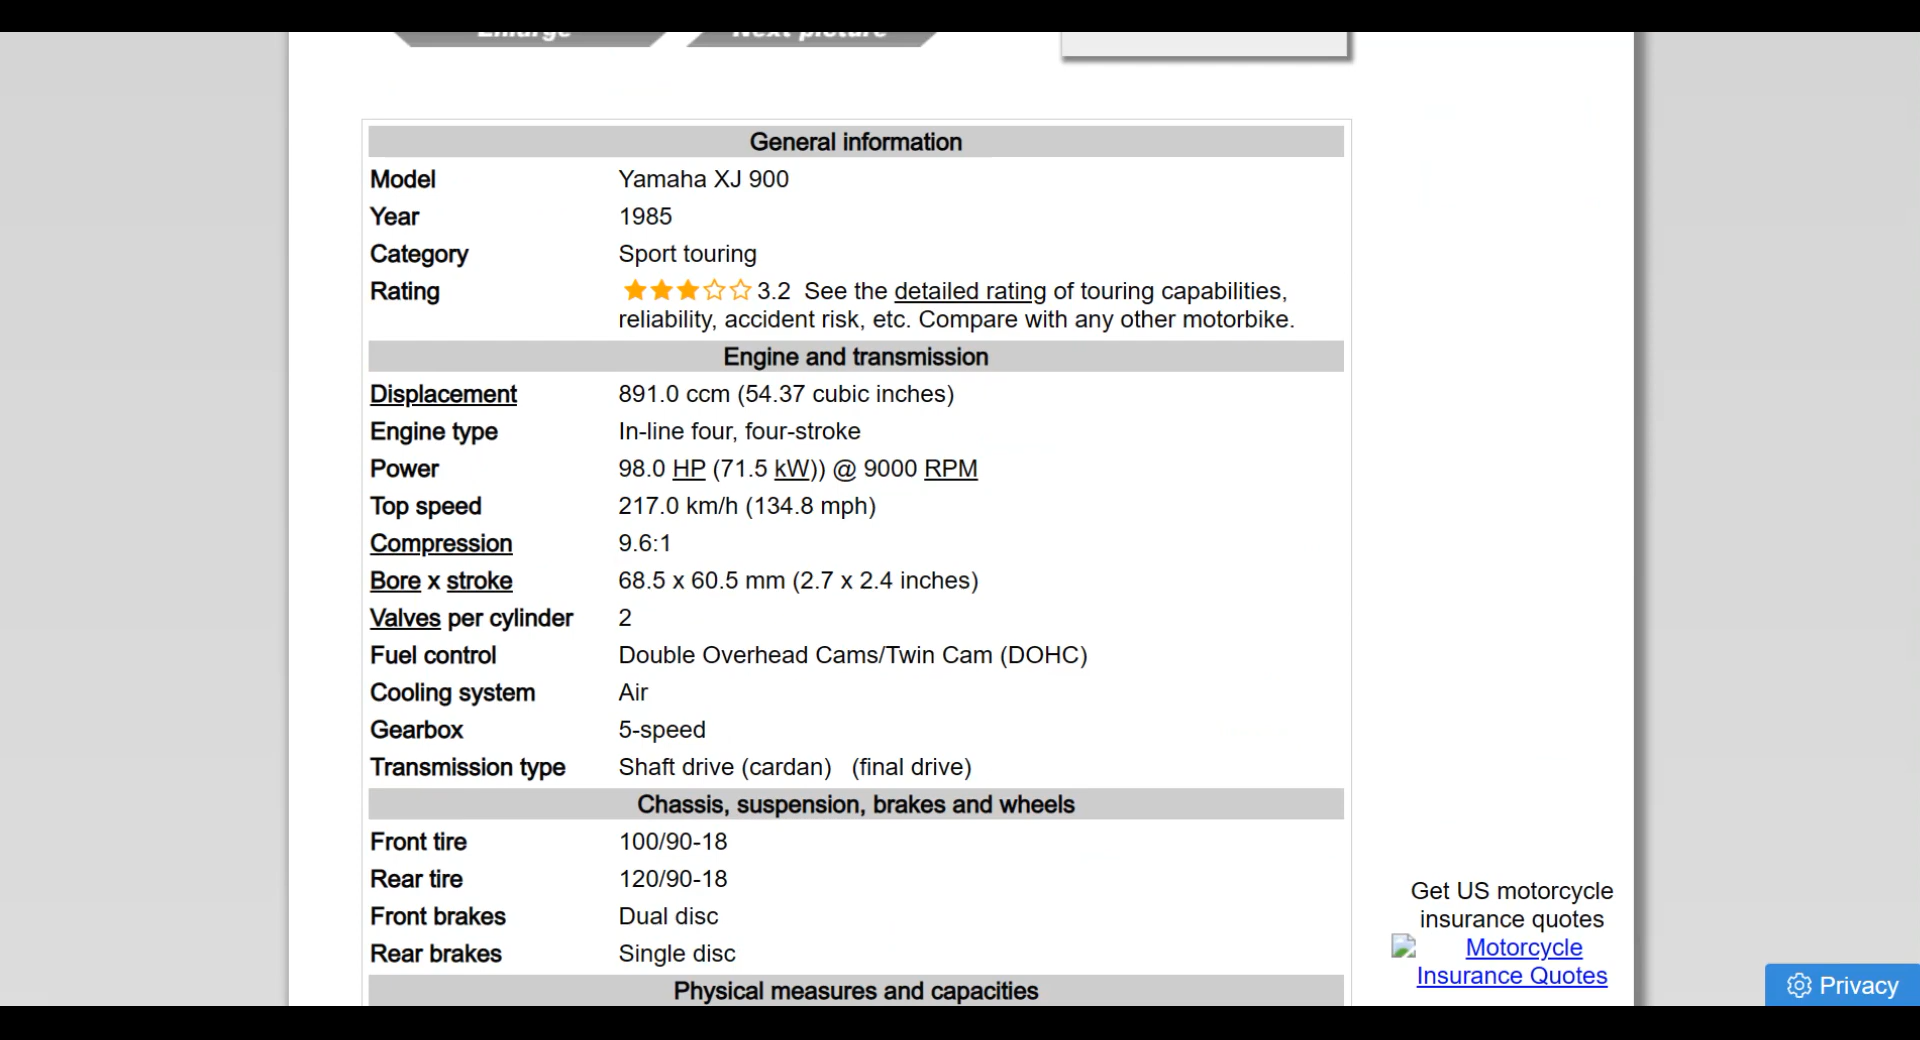 Enlarge Next picture
General information
Model Yamaha XJ 900
Year 1985
Category Sport touring
Rating 3.2 See the detailed rating of touring capabilities,
reliability, accident risk, etc. Compare with any other motorbike.
Engine and transmission
Displacement 891.0 ccm (54.37 cubic inches)
Engine type In-line four, four-stroke
Power 98.0 HP (71.5 kW)) @ 9000 RPM
Top speed 217.0 km/h (134.8 mph)
Compression 9.6:1
Bore x stroke 68.5 x 60.5 mm (2.7 x 2.4 inches)
Valves per cylinder 2
Fuel control Double Overhead Cams/Twin Cam (DOHC)
Cooling system Air
Gearbox 5-speed
Transmission type Shaft drive (cardan) (final drive)
Chassis, suspension, brakes and wheels
Front tire 100/90-18
Rear tire 120/90-18
Front brakes Dual disc
Rear brakes Single disc
Physical measures and capacities
Get US motorcycle
insurance quotes
Motorcycle
Insurance Quotes
Privacy